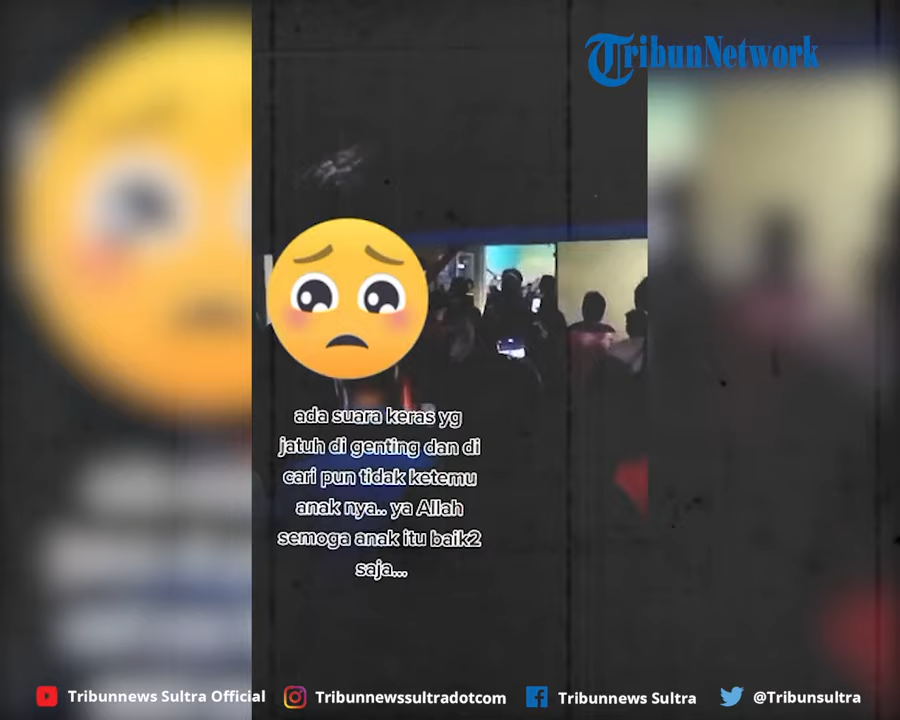 TribunNetwork
ada suara keras yg
jatuh di genting dan di
cari pun tidak ketemu
anak nya.. ya Allah
semoga anak itu baik2
saja...
Tribunnews Sultra Official
Tribunnewssultradotcom
Tribunnews Sultra
@Tribunsultra